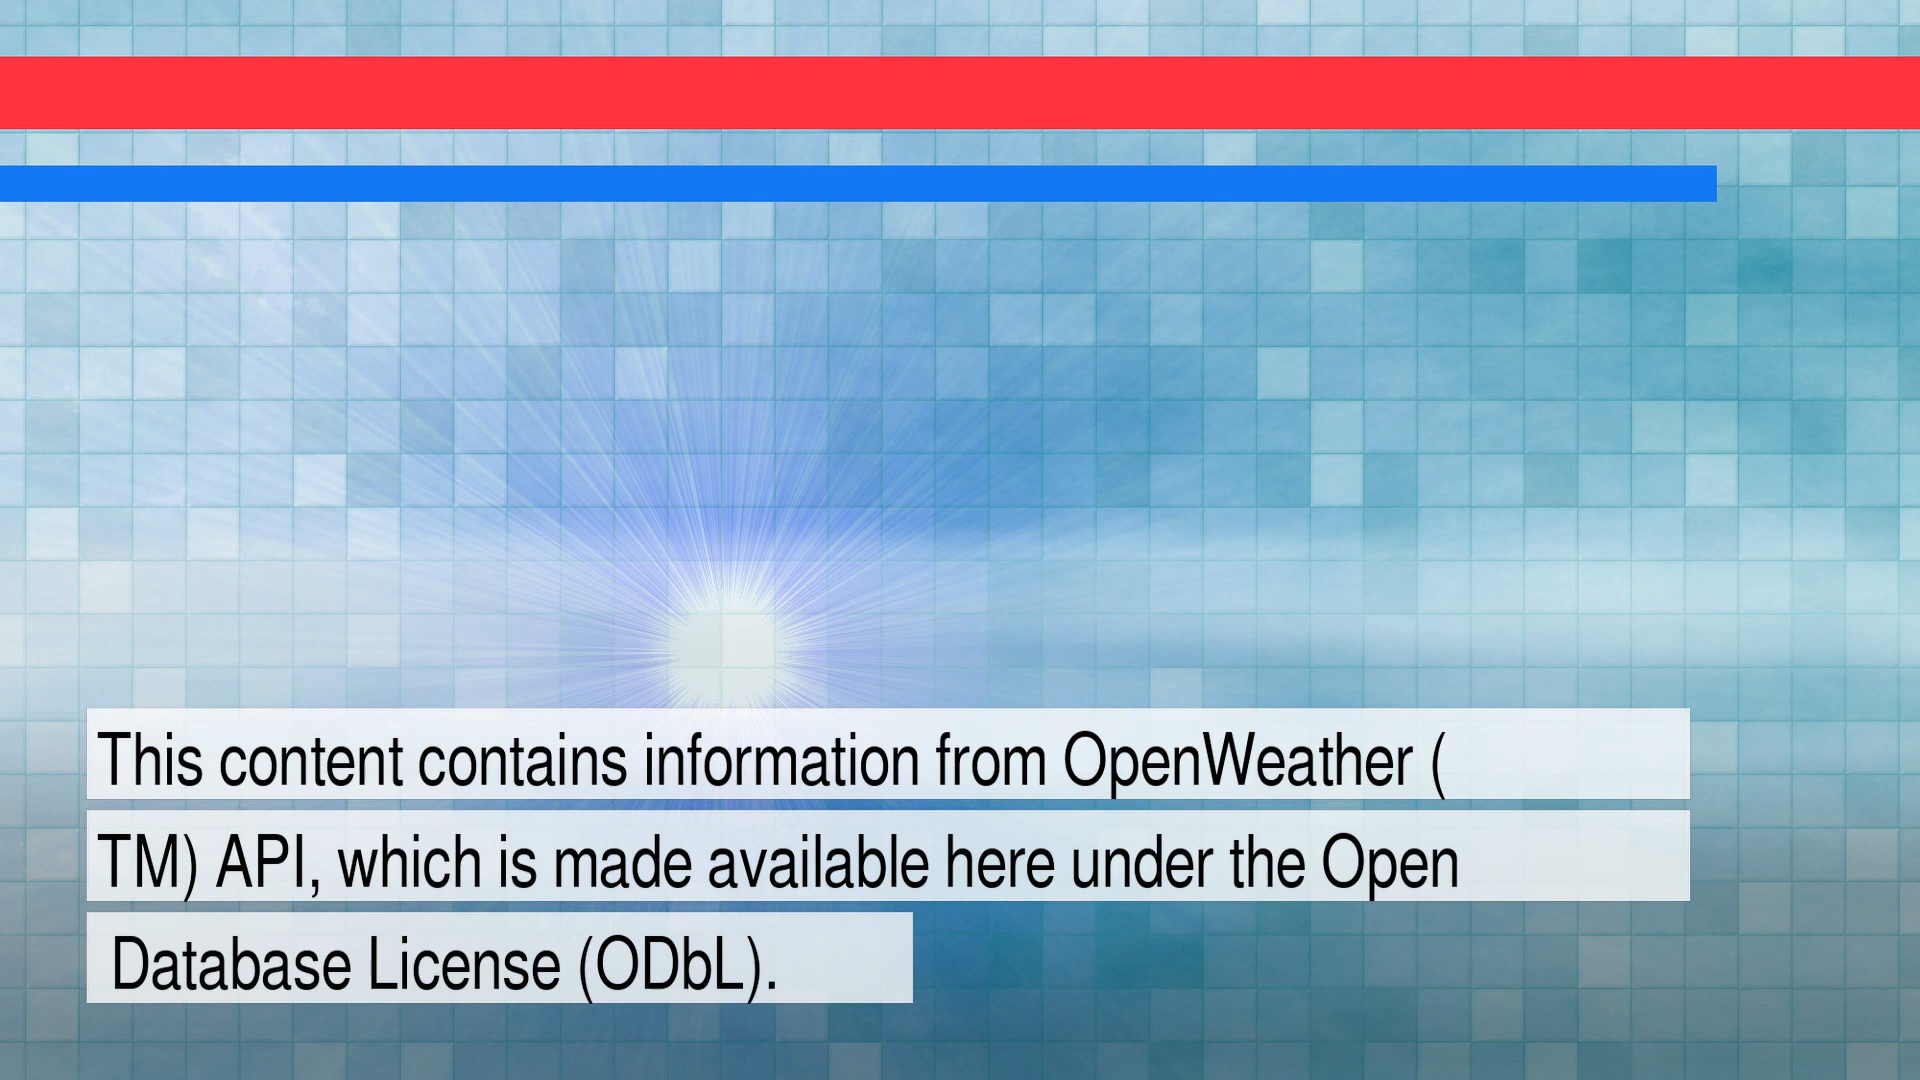 This content contains information from OpenWeather (
TM) API, which is made available here under the Open
Database License (ODbL).